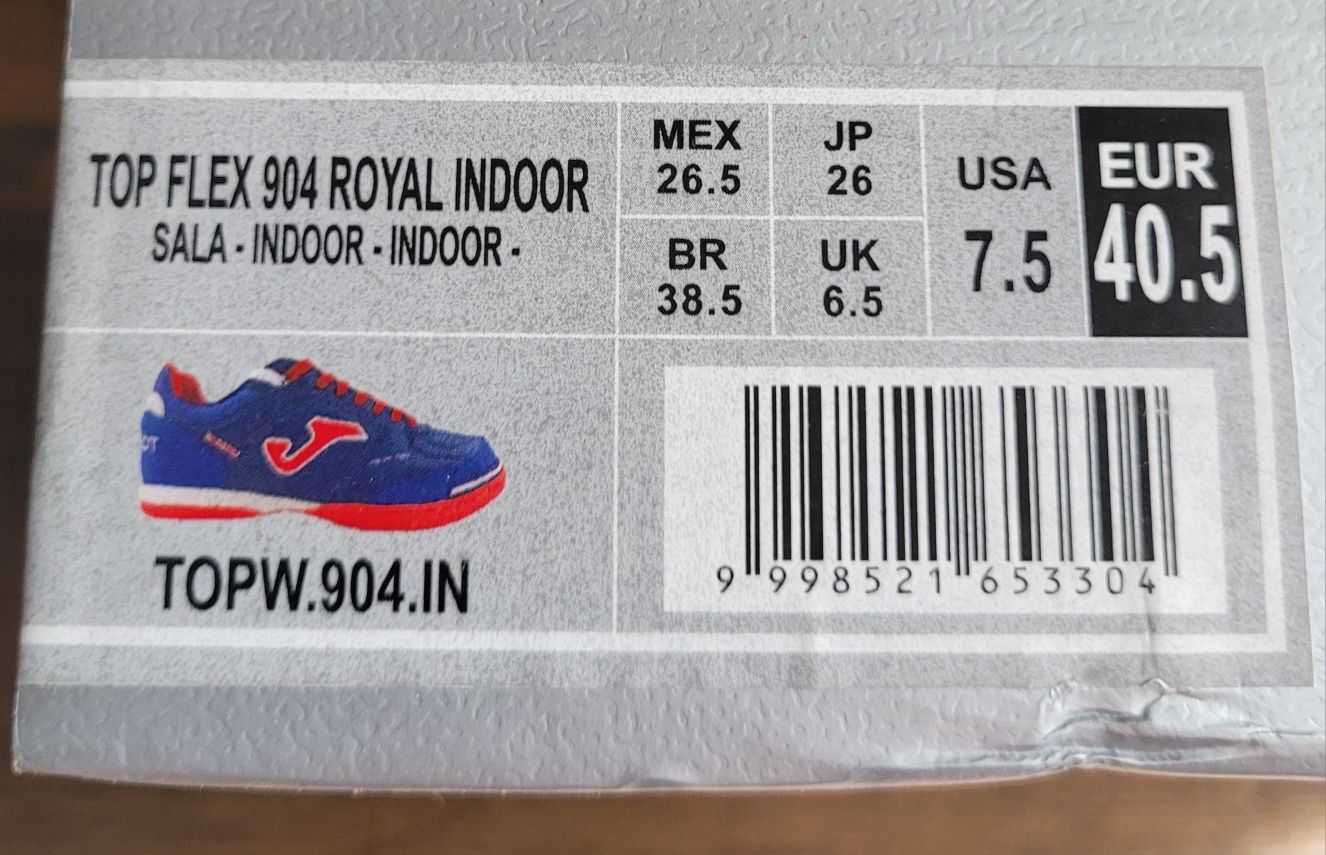 TOP FLEX 904 ROYAL INDOOR
SALA - INDOOR - INDOOR -
MEX
26.5
JP
26
BR
38.5
UK
6.5
USA
7.5
EUR
40.5
TOPW.904.IN
9 998521 653304